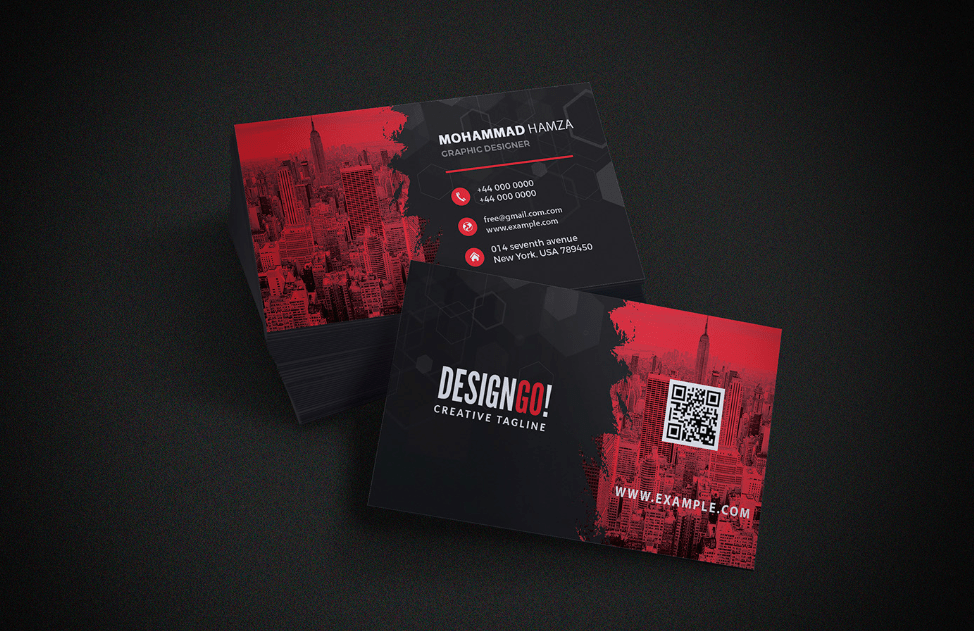 MOHAMMAD HAMZA
GRAPHIC DESIGNER
+44 000 0000
+44 000 0000
free@gmail.com.com
www.example.com
014 seventh avenue
New York. USA 789450
DESIGNGO!
CREATIVE TAGLINE
WWW.EXAMPLE.COM